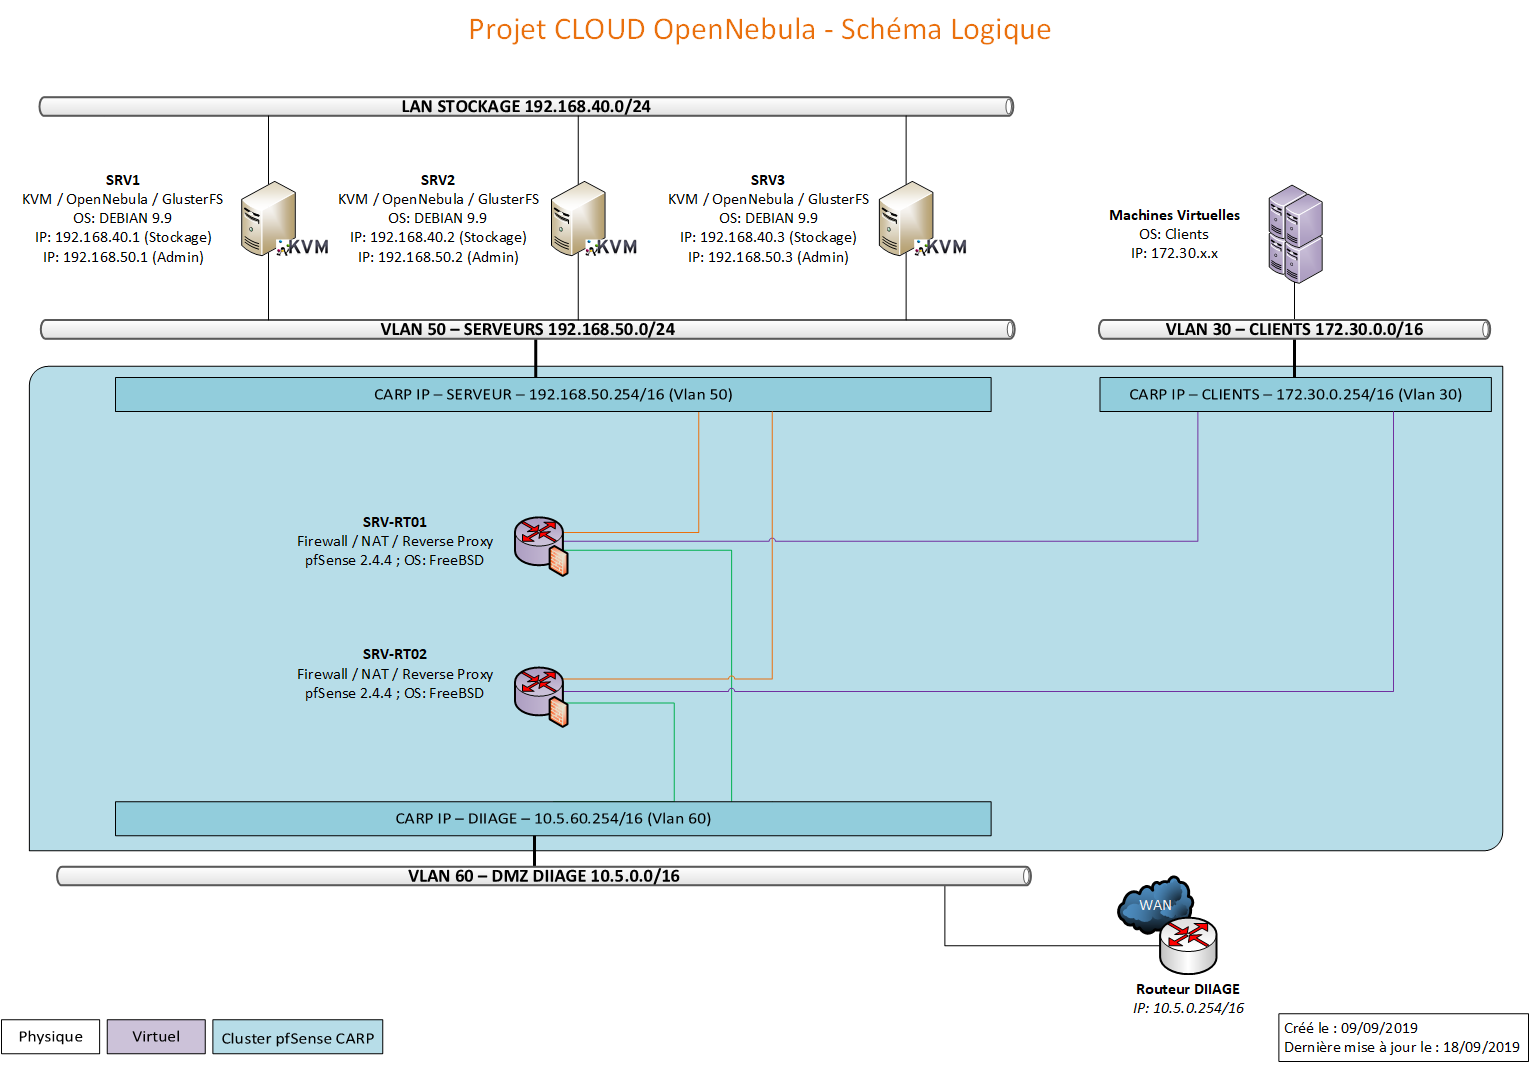 Projet CLOUD OpenNebula - Schéma Logique
LAN STOCKAGE 192.168.40.0/24
SRV1
KVM / OpenNebula / GlusterFS
OS: DEBIAN 9.9
IP: 192.168.40.1 (Stockage)
IP: 192.168.50.1 (Admin)
KVM
SRV2
KVM / OpenNebula / GlusterFS
OS: DEBIAN 9.9
IP: 192.168.40.2 (Stockage)
IP: 192.168.50.2 (Admin)
KVM
SRV3
KVM / OpenNebula / GlusterFS
OS: DEBIAN 9.9
IP: 192.168.40.3 (Stockage)
IP: 192.168.50.3 (Admin)
KVM
Machines Virtuelles
OS: Clients
IP: 172.30.x.x
VLAN 50 – SERVEURS 192.168.50.0/24
VLAN 30 – CLIENTS 172.30.0.0/16
CARP IP – SERVEUR – 192.168.50.254/16 (Vlan 50)
CARP IP – CLIENTS – 172.30.0.254/16 (Vlan 30)
SRV-RT01
Firewall / NAT / Reverse Proxy
pfSense 2.4.4 ; OS: FreeBSD
SRV-RT02
Firewall / NAT / Reverse Proxy
pfSense 2.4.4 ; OS: FreeBSD
CARP IP – DIIAGE – 10.5.60.254/16 (Vlan 60)
VLAN 60 – DMZ DIIAGE 10.5.0.0/16
WAN
Routeur DIIAGE
IP: 10.5.0.254/16
Physique
Virtuel
Cluster pfSense CARP
Créé le : 09/09/2019
Dernière mise à jour le : 18/09/2019